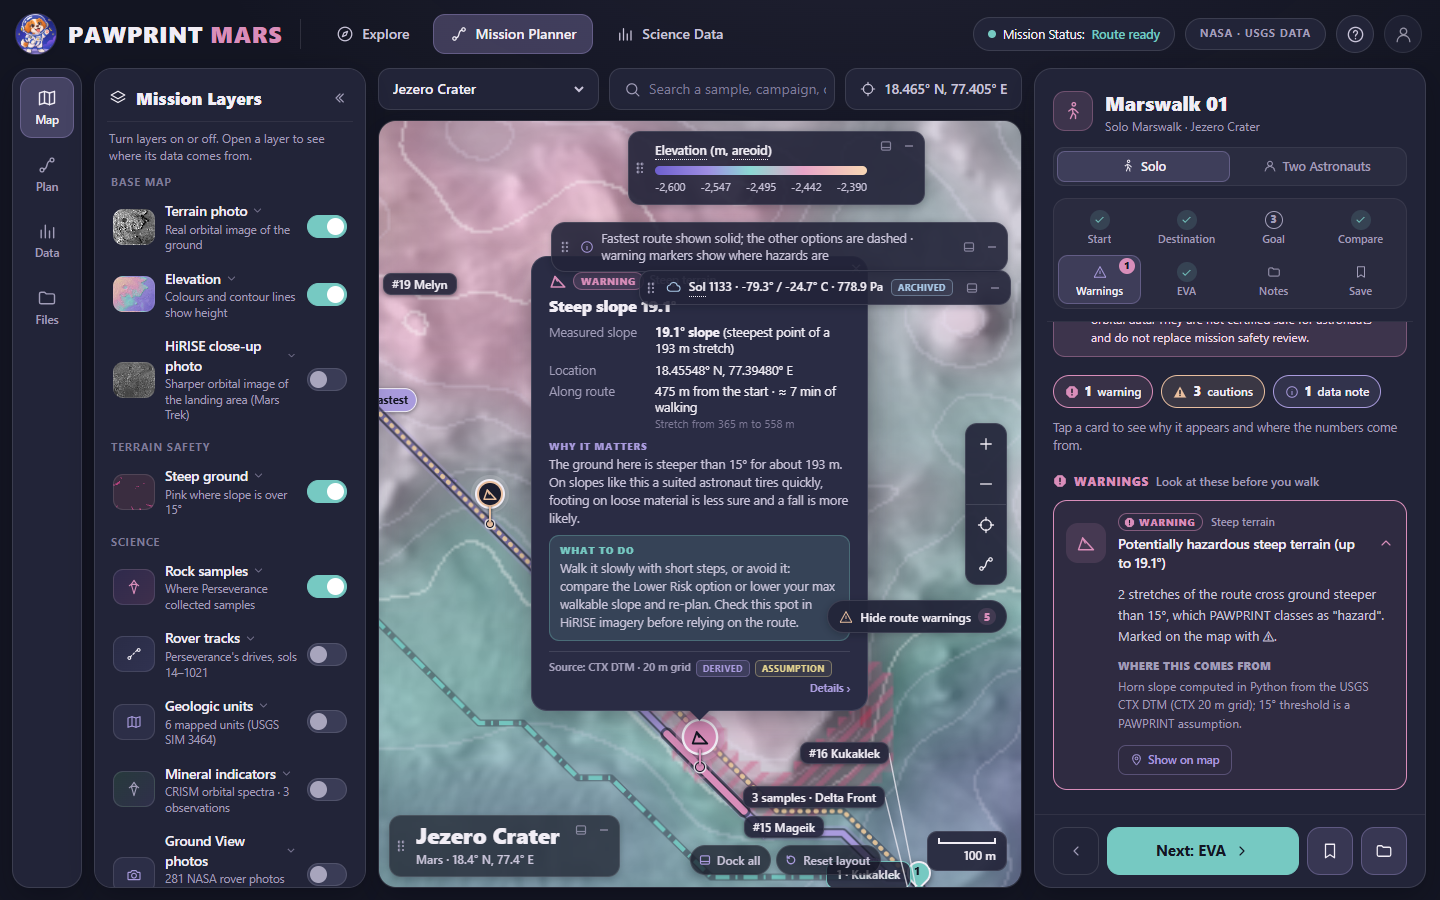 PAWPRINT MARS
Explore
Mission Planner
Science Data
Mission Status: Route ready
NASA · USGS DATA
Map
Plan
Data
Files
Mission Layers
Turn layers on or off. Open a layer to see
where its data comes from.
BASE MAP
Terrain photo
Real orbital image of the
ground
Elevation
Colours and contour lines
show height
HiRISE close-up
photo
Sharper orbital image of
the landing area (Mars
Trek)
TERRAIN SAFETY
Steep ground
Pink where slope is over
15°
SCIENCE
Rock samples
Where Perseverance
collected samples
Rover tracks
Perseverance's drives, sols
14–1021
Geologic units
6 mapped units (USGS
SIM 3464)
Mineral indicators
CRISM orbital spectra · 3
observations
Ground View
photos
281 NASA rover photos
Jezero Crater
Search a sample, campaign,
18.465° N, 77.405° E
Elevation (m, areoid)
-2,600 -2,547 -2,495 -2,442 -2,390
Fastest route shown solid; the other options are dashed ·
warning markers show where hazards are
Sol 1133 · -79.3° / -24.7° C · 778.9 Pa ARCHIVED
#19 Melyn
astest
WARNING
Steep slope 19.1°
Measured slope 19.1° slope (steepest point of a
193 m stretch)
Location 18.45548° N, 77.39480° E
Along route 475 m from the start · ≈ 7 min of
walking
Stretch from 365 m to 558 m
WHY IT MATTERS
The ground here is steeper than 15° for about 193 m.
On slopes like this a suited astronaut tires quickly,
footing on loose material is less sure and a fall is more
likely.
WHAT TO DO
Walk it slowly with short steps, or avoid it:
compare the Lower Risk option or lower your max
walkable slope and re-plan. Check this spot in
HiRISE imagery before relying on the route.
Source: CTX DTM · 20 m grid DERIVED ASSUMPTION
Details ›
Hide route warnings 5
#16 Kukaklek
3 samples · Delta Front
#15 Mageik
Dock all
Reset layout
1 · Kukaklek
1
100 m
Jezero Crater
Mars · 18.4° N, 77.4° E
Marswalk 01
Solo Marswalk · Jezero Crater
Solo
Two Astronauts
Start
Destination
3
Goal
Compare
Warnings
1
EVA
Notes
Save
orbital data. They are not certified safe for astronauts
and do not replace mission safety review.
1 warning
3 cautions
1 data note
Tap a card to see why it appears and where the numbers come
from.
WARNINGS Look at these before you walk
WARNING Steep terrain
Potentially hazardous steep terrain (up
to 19.1°)
2 stretches of the route cross ground steeper
than 15°, which PAWPRINT classes as "hazard".
Marked on the map with ⚠.
WHERE THIS COMES FROM
Horn slope computed in Python from the USGS
CTX DTM (CTX 20 m grid); 15° threshold is a
PAWPRINT assumption.
Show on map
Next: EVA